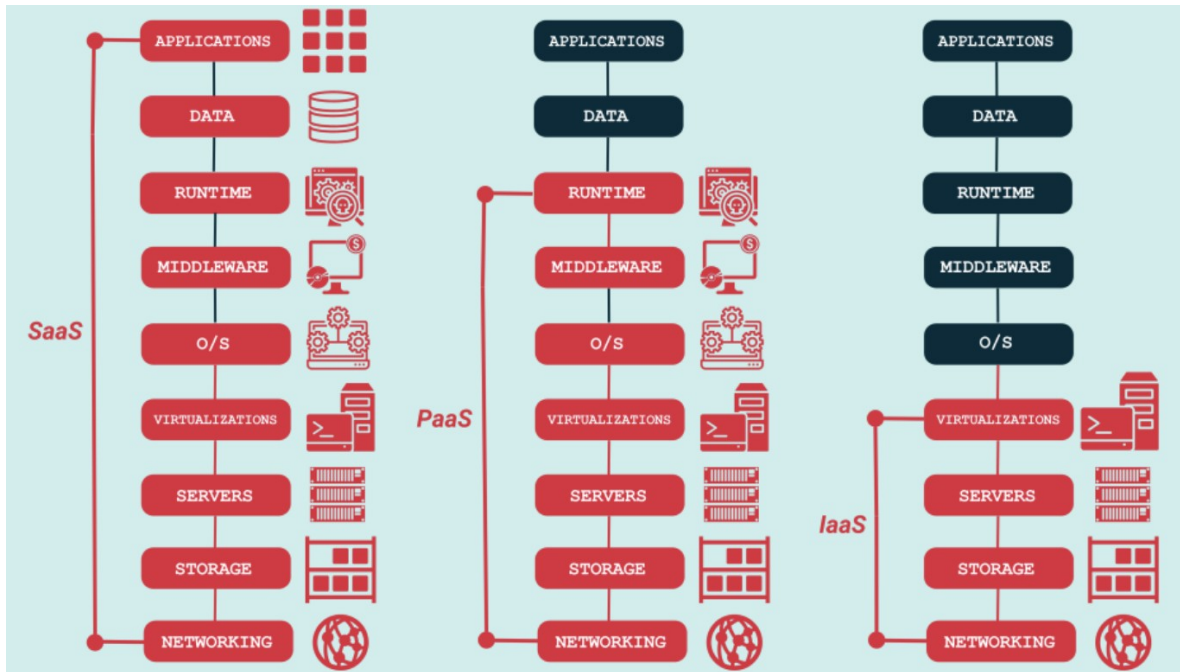 APPLICATIONS
DATA
RUNTIME
MIDDLEWARE
O/S
VIRTUALIZATIONS
SERVERS
STORAGE
NETWORKING
SaaS
APPLICATIONS
DATA
RUNTIME
MIDDLEWARE
O/S
VIRTUALIZATIONS
SERVERS
STORAGE
NETWORKING
PaaS
APPLICATIONS
DATA
RUNTIME
MIDDLEWARE
O/S
VIRTUALIZATIONS
SERVERS
STORAGE
NETWORKING
IaaS